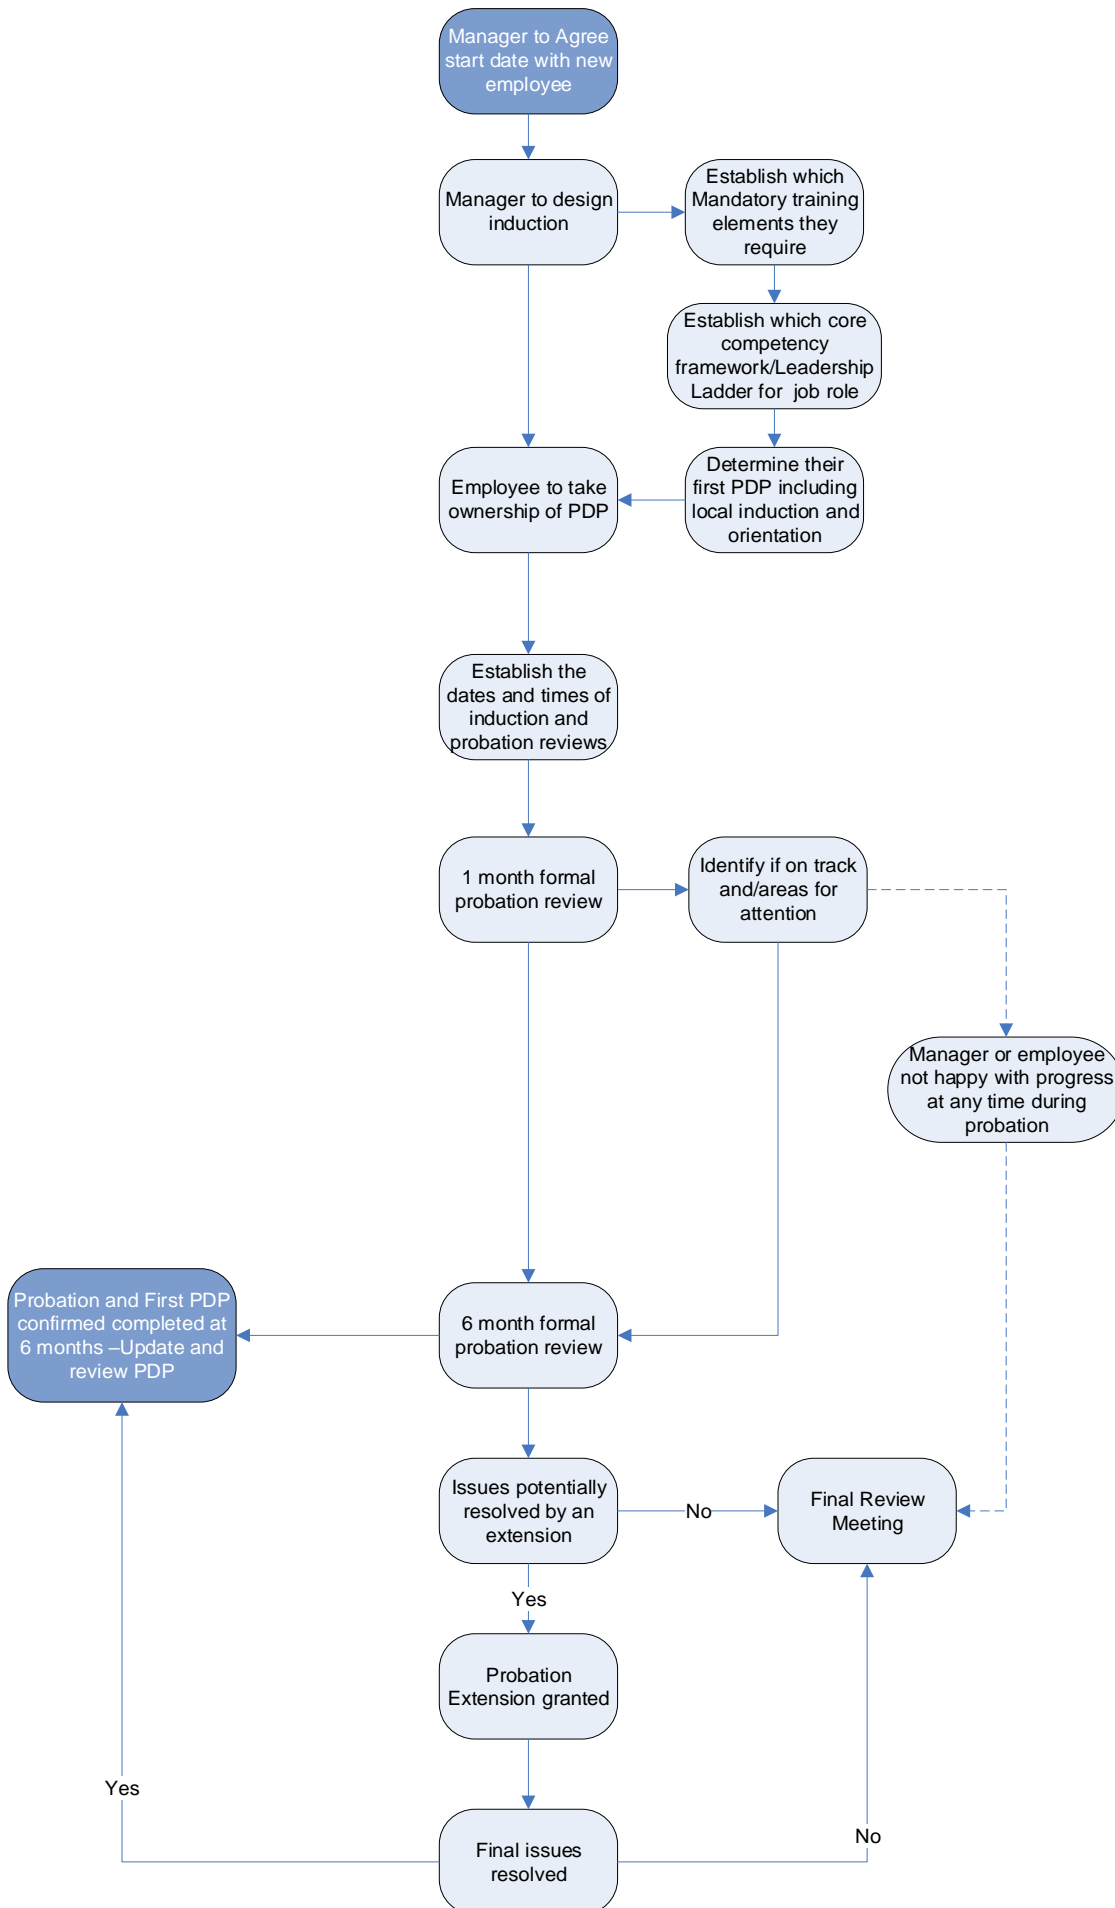 Manager to Agree
start date with new
employee
Manager to design
induction
Establish which
Mandatory training
elements they
require
Establish which core
competency
framework/Leadership
Ladder for job role
Employee to take
ownership of PDP
Determine their
first PDP including
local induction and
orientation
Establish the
dates and times of
induction and
probation reviews
1 month formal
probation review
Identify if on track
and/areas for
attention
Manager or employee
not happy with progress
at any time during
probation
Probation and First PDP
confirmed completed at
6 months –Update and
review PDP
6 month formal
probation review
Issues potentially
resolved by an
extension
No
Final Review
Meeting
Yes
Probation
Extension granted
Yes
Final issues
resolved
No